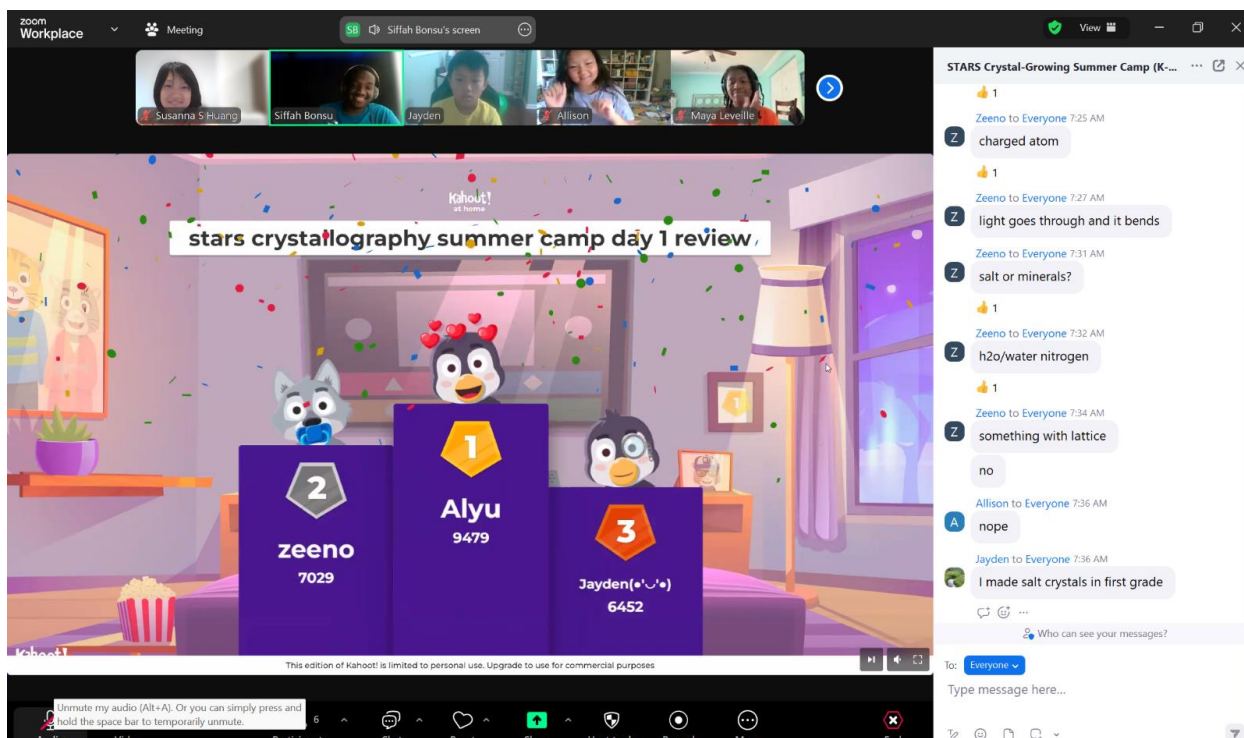 zoom
Workplace
Meeting
SB
Siffah Bonsu's screen
View
Susanna S Huang
Siffah Bonsu
Jayden
Allison
Maya Leveille
Kahoot!
at home
stars crystallography summer camp day 1 review
1
2
1
Alyu
9479
zeeno
7029
3
Jayden(•'◡'•)
6452
Kahoot!
This edition of Kahoot! is limited to personal use. Upgrade to use for commercial purposes
Unmute my audio (Alt+A). Or you can simply press and
hold the space bar to temporarily unmute.
6
STARS Crystal-Growing Summer Camp (K-...
1
Zeeno to Everyone 7:25 AM
Z
charged atom
1
Zeeno to Everyone 7:27 AM
Z
light goes through and it bends
Zeeno to Everyone 7:31 AM
Z
salt or minerals?
1
Zeeno to Everyone 7:32 AM
Z
h2o/water nitrogen
1
Zeeno to Everyone 7:34 AM
Z
something with lattice
no
Allison to Everyone 7:36 AM
A
nope
Jayden to Everyone 7:36 AM
I made salt crystals in first grade
Who can see your messages?
To: Everyone
Type message here...